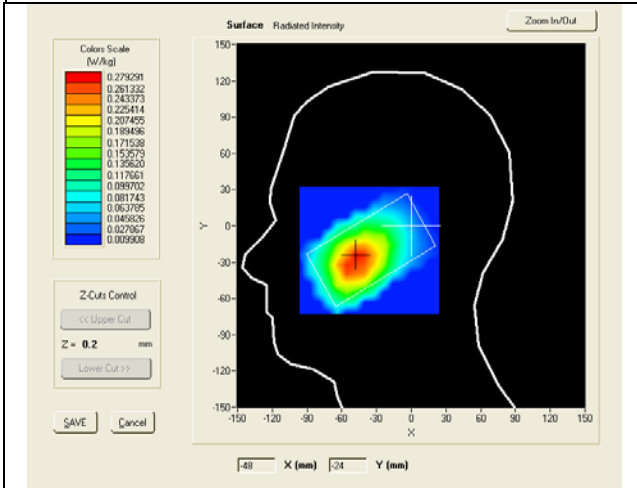 Surface Radiated Intensity
Zoom In/Out
Colors Scale
(W/kg)
0.279291
0.261332
0.243373
0.225414
0.207455
0.189496
0.171538
0.153579
0.135620
0.117661
0.099702
0.081743
0.063785
0.045826
0.027867
0.009908
150
120
90
60
30
0
-30
-60
-90
-120
-150
Y
-150 -120 -90 -60 -30 0 30 60 90 120 150
X
Z-Cuts Control
<< Upper Cut
Z = 0.2 mm
Lower Cut >>
SAVE Cancel
-48 X (mm) -24 Y (mm)